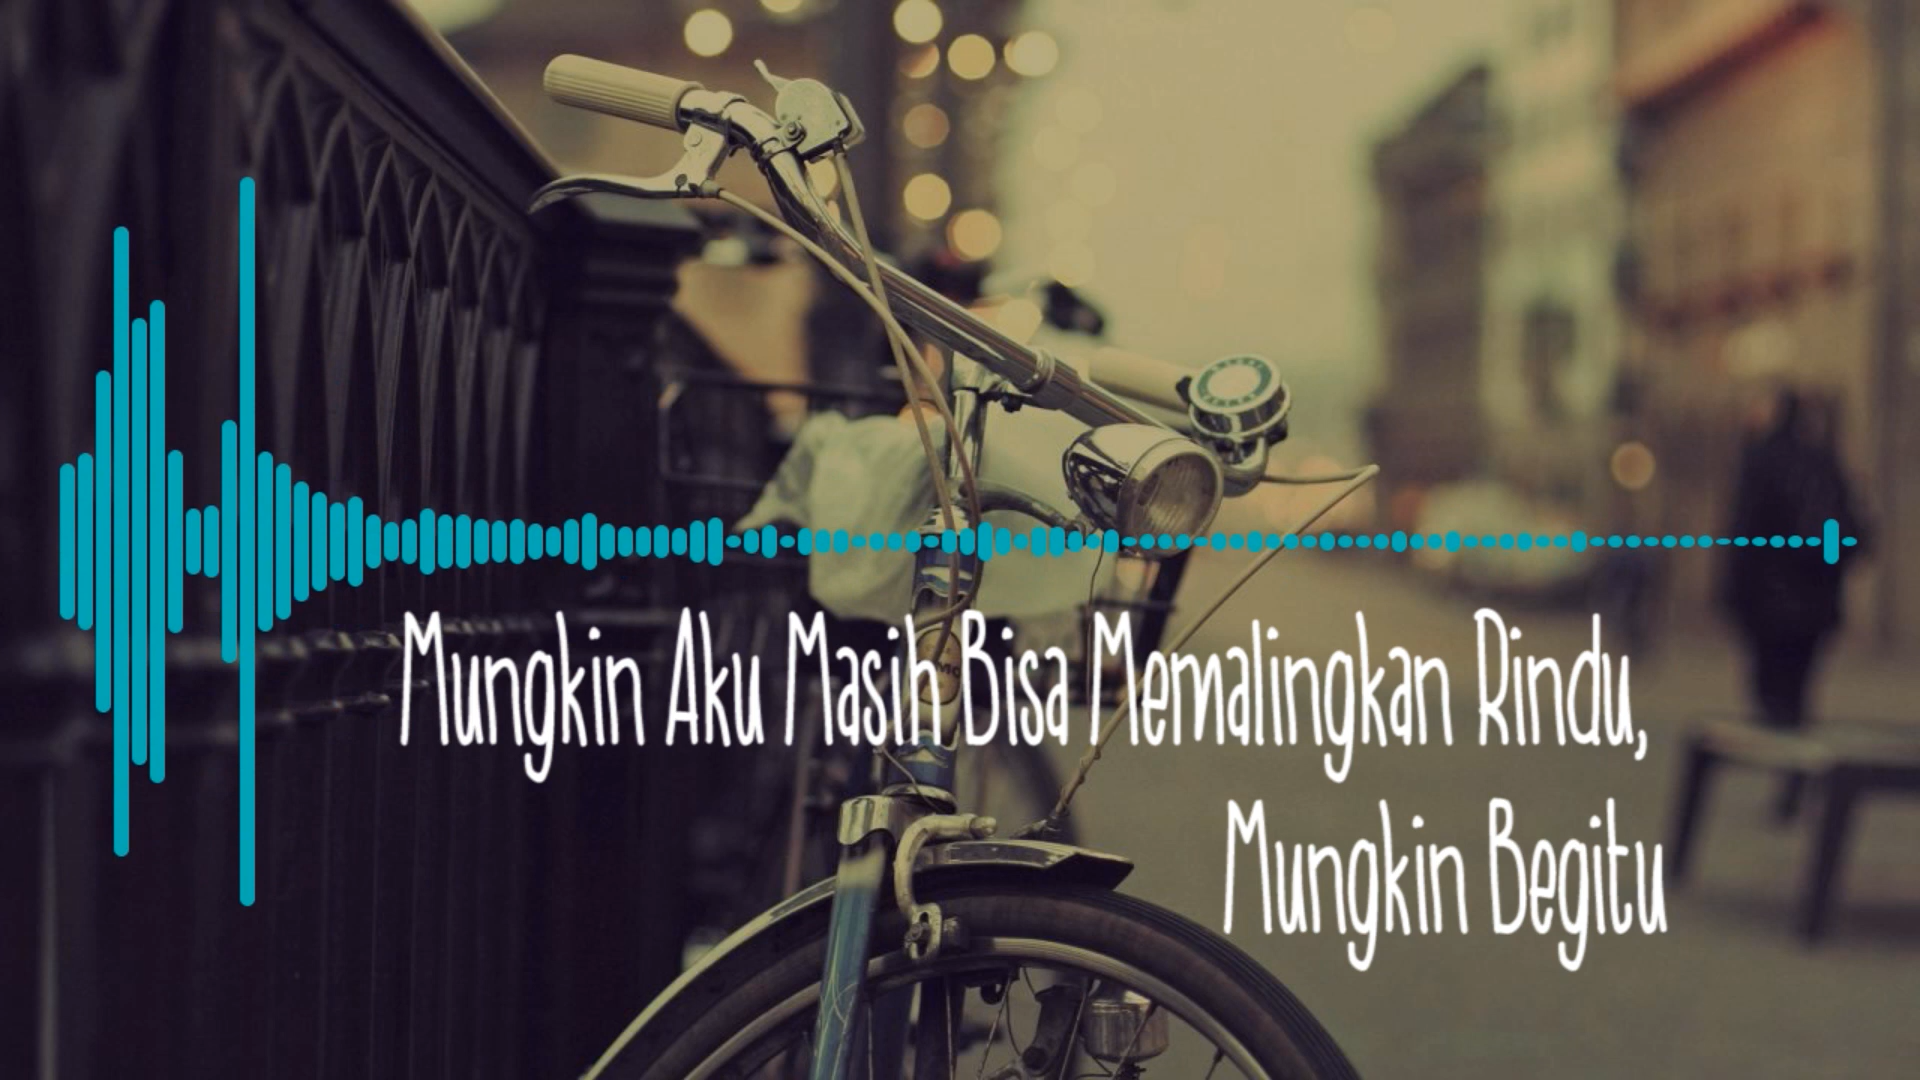 Mungkin Aku Masih Bisa Memalingkan Rindu,
Mungkin Begitu